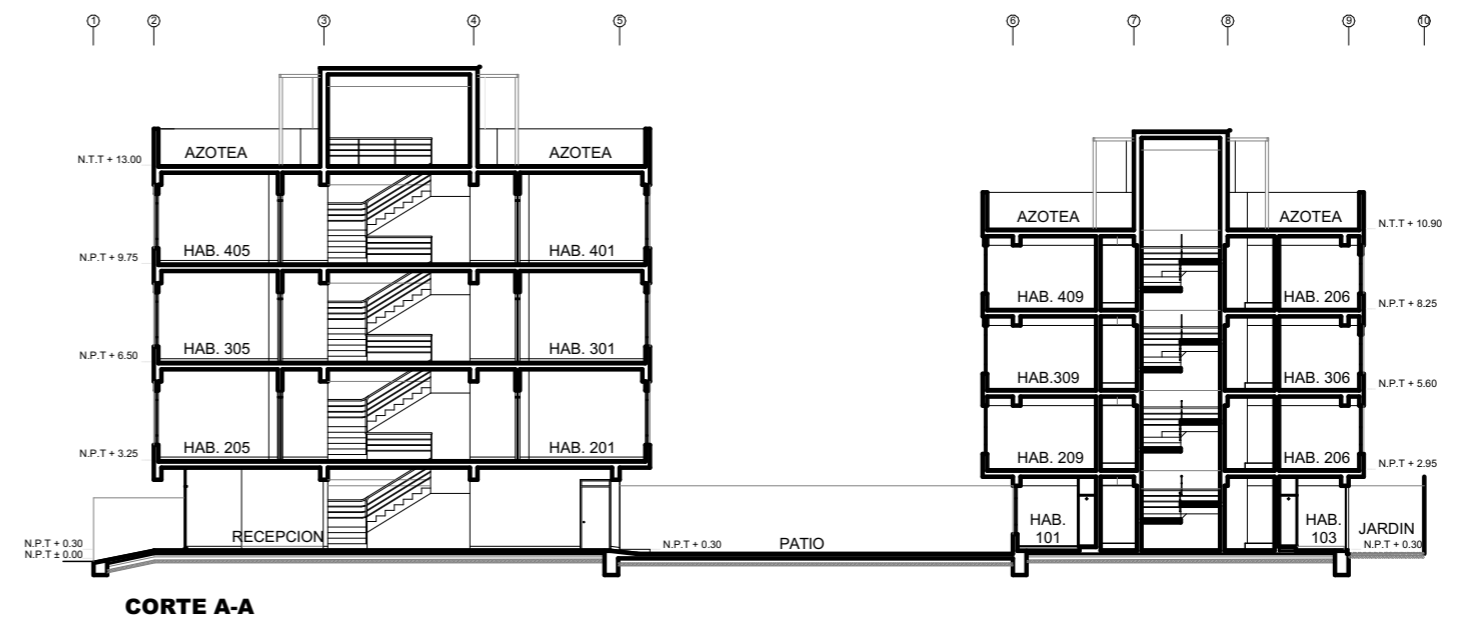 1 2 3 4 5 6 7 8 9 10
N.T.T + 13.00 AZOTEA AZOTEA
AZOTEA AZOTEA N.T.T + 10.90
N.P.T + 9.75 HAB. 405 HAB. 401
HAB. 409 HAB. 206 N.P.T + 8.25
N.P.T + 6.50 HAB. 305 HAB. 301
HAB.309 HAB. 306 N.P.T + 5.60
N.P.T + 3.25 HAB. 205 HAB. 201
HAB. 209 HAB. 206 N.P.T + 2.95
N.P.T + 0.30 RECEPCION N.P.T + 0.30 PATIO
HAB.
101
HAB.
103
JARDIN
N.P.T + 0.30
N.P.T ± 0.00
CORTE A-A